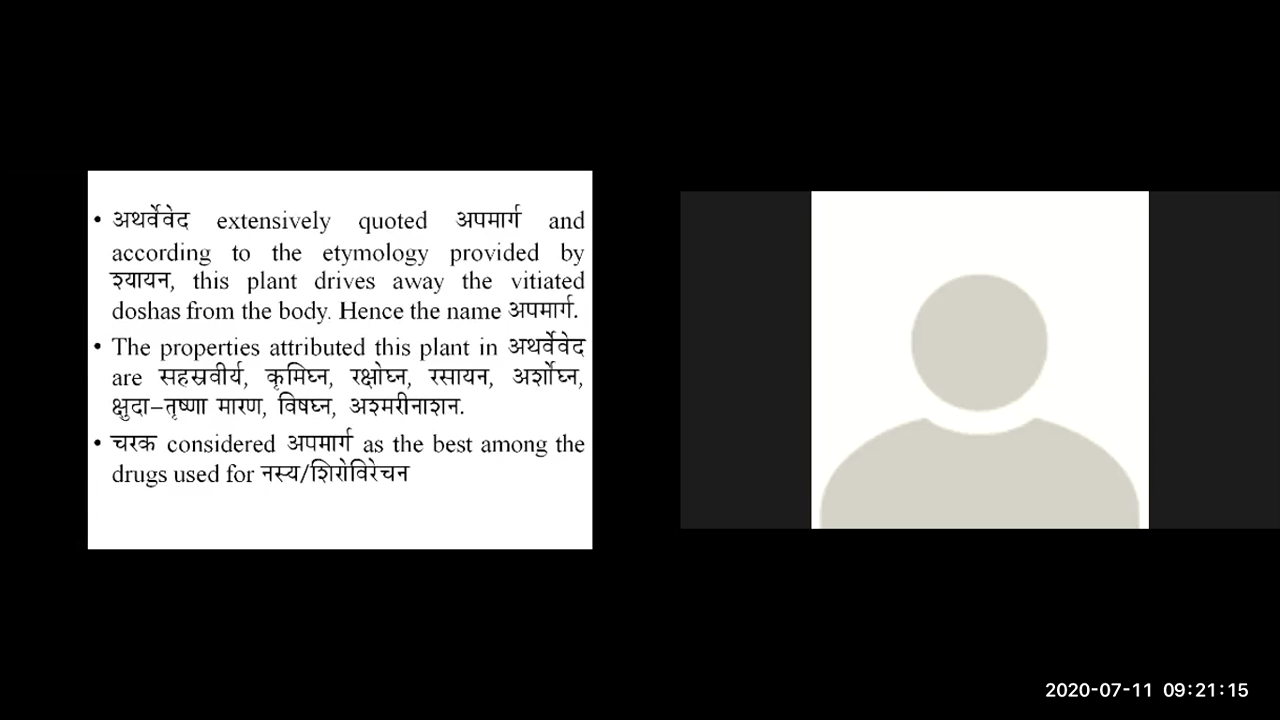 • अथर्वेवेद extensively quoted अपमार्ग and
according to the etymology provided by
श्यायन, this plant drives away the vitiated
doshas from the body. Hence the name अपमार्ग.
• The properties attributed this plant in अथर्वेवेद
are सहस्रवीर्य, कृमिघ्न, रक्षोघ्न, रसायन, अर्शोघ्न,
क्षुदा–तृष्णा मारण, विषघ्न, अश्मरीनाशन.
• चरक considered अपमार्ग as the best among the
drugs used for नस्य/शिरोविरेचन
2020-07-11 09:21:15